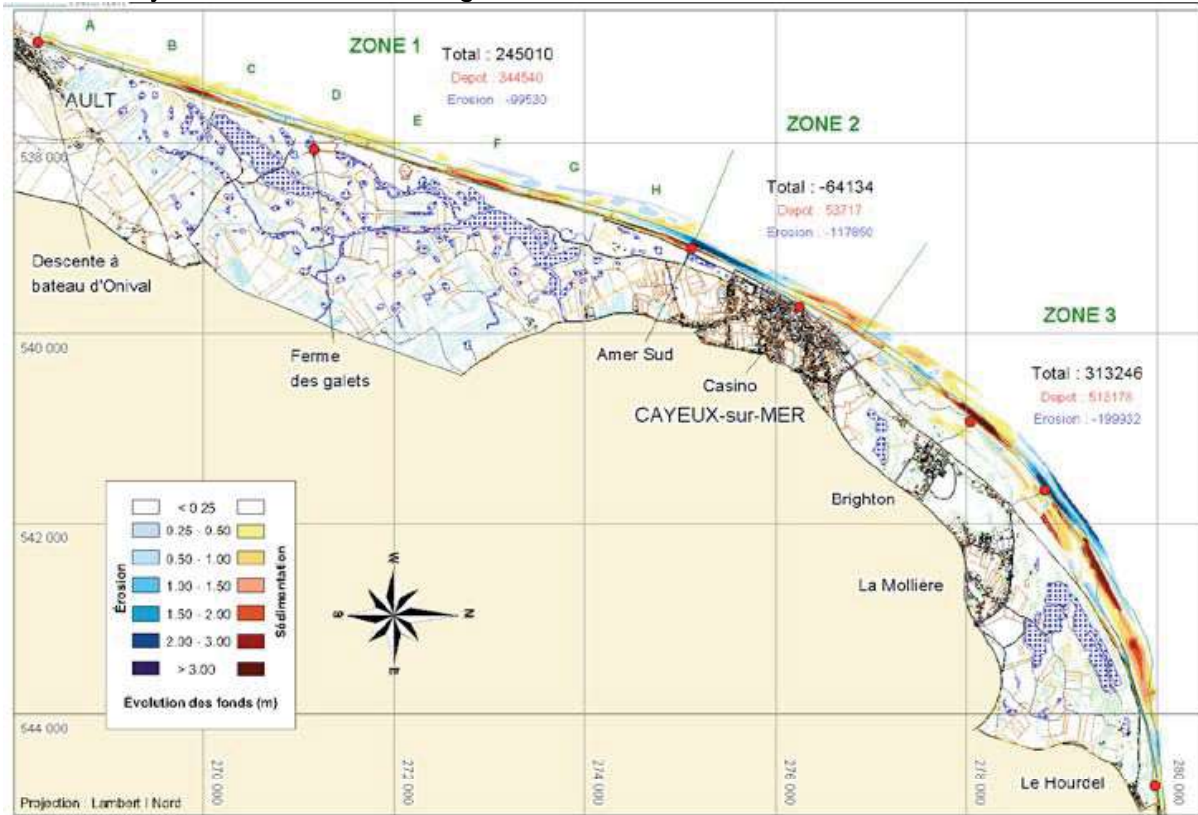 A
B
C
D
E
F
G
H
ZONE 1
Total : 245010
Depot : 344540
Erosion : -99530
ZONE 2
Total : -64134
Depot : 53717
Erosion : -117850
ZONE 3
Total : 313246
Depot : 513178
Erosion : -199932
AULT
538 000
Descente à
bateau d'Onival
Ferme
des galets
Amer Sud
Casino
CAYEUX-sur-MER
540 000
Brighton
542 000
La Mollière
544 000
Le Hourdel
Érosion
Sédimentation
< 0 25
0.25 - 0.50
0.50 - 1.00
1.00 - 1.50
1.50 - 2.00
2.00 - 3.00
> 3.00
Évolution des fonds (m)
W
S
N
E
270 000
272 000
274 000
276 000
278 000
280 000
Projection : Lambert I Nord